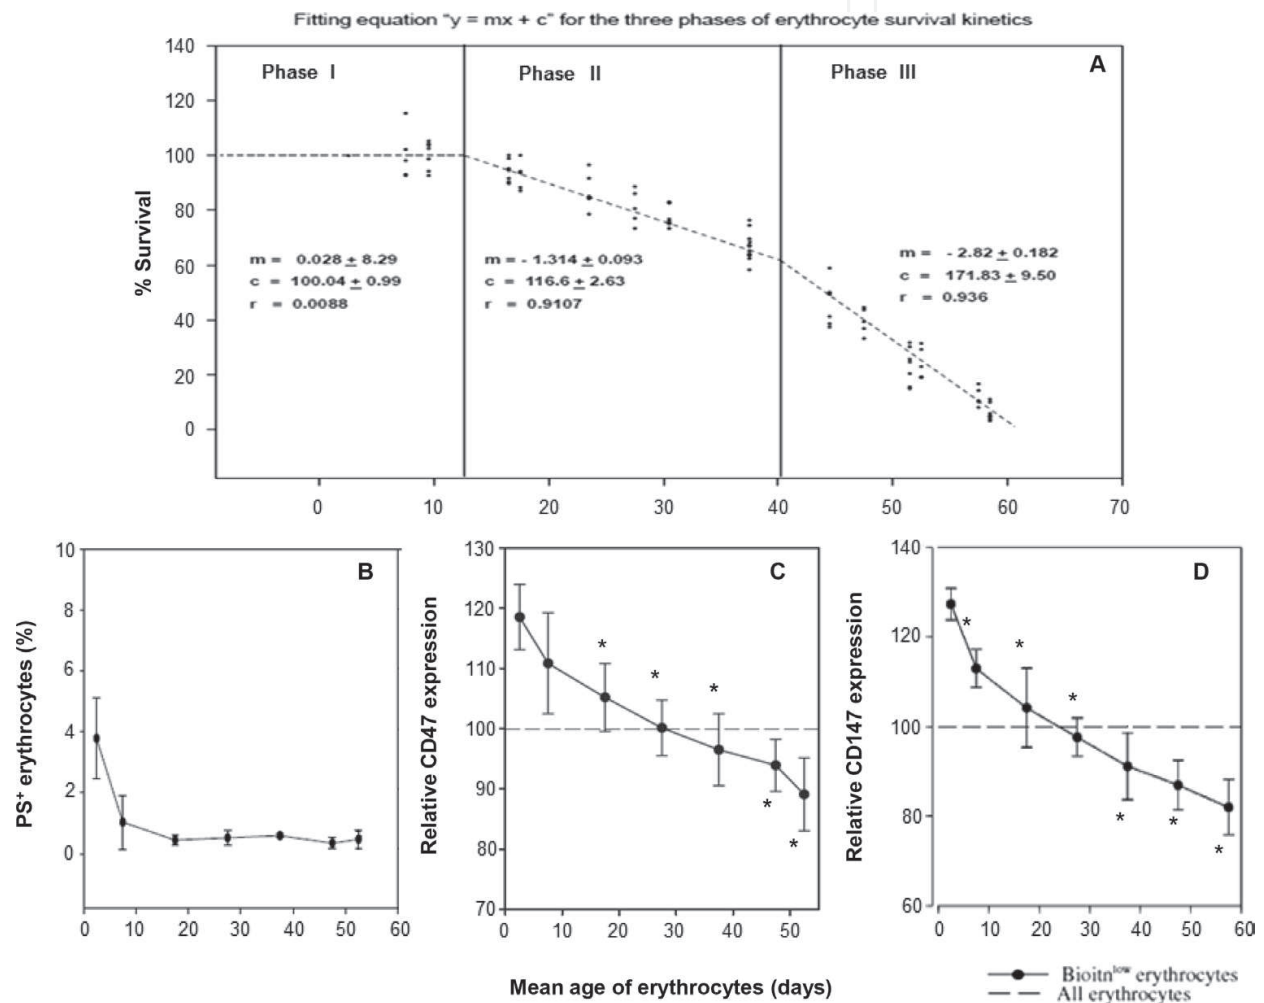 Fitting equation "y = mx + c" for the three phases of erythrocyte survival kinetics
140
120
100
80
60
40
20
0
% Survival
Phase I
Phase II
Phase III
A
m = 0.028 ± 8.29
c = 100.04 ± 0.99
r = 0.0088
m = - 1.314 ± 0.093
c = 116.6 ± 2.63
r = 0.9107
m = - 2.82 ± 0.182
c = 171.83 ± 9.50
r = 0.936
0 10 20 30 40 50 60 70
10
8
6
4
2
0
PS⁺ erythrocytes (%)
B
0 10 20 30 40 50 60
130
120
110
100
90
80
70
Relative CD47 expression
C
* * *
*
*
0 10 20 30 40 50
140
120
100
80
60
Relative CD147 expression
D
*
*
*
* *
*
0 10 20 30 40 50 60
Mean age of erythrocytes (days)
Bioitnˡᵒʷ erythrocytes
All erythrocytes